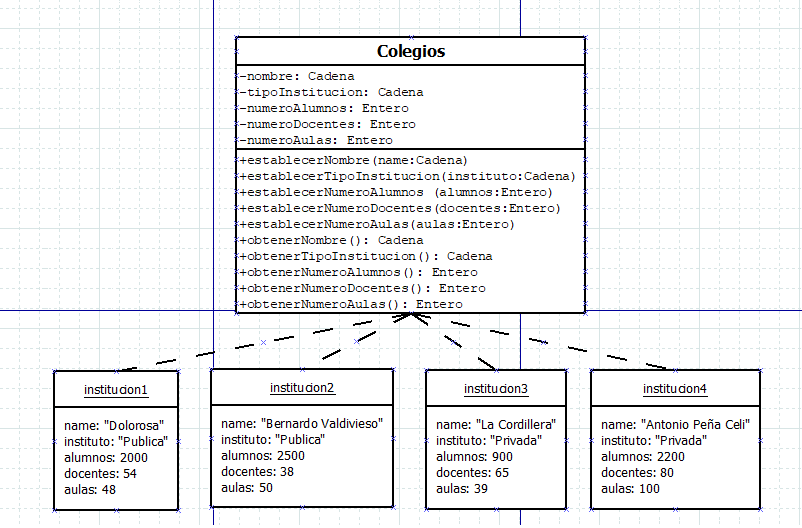 Colegios
-nombre: Cadena
-tipoInstitucion: Cadena
-numeroAlumnos: Entero
-numeroDocentes: Entero
-numeroAulas: Entero
+establecerNombre(name:Cadena)
+establecerTipoInstitucion(instituto:Cadena)
+establecerNumeroAlumnos (alumnos:Entero)
+establecerNumeroDocentes(docentes:Entero)
+establecerNumeroAulas(aulas:Entero)
+obtenerNombre(): Cadena
+obtenerTipoInstitucion(): Cadena
+obtenerNumeroAlumnos(): Entero
+obtenerNumeroDocentes(): Entero
+obtenerNumeroAulas(): Entero
institucion1
name: "Dolorosa"
instituto: "Publica"
alumnos: 2000
docentes: 54
aulas: 48
institucion2
name: "Bernardo Valdivieso"
instituto: "Publica"
alumnos: 2500
docentes: 38
aulas: 50
institucion3
name: "La Cordillera"
instituto: "Privada"
alumnos: 900
docentes: 65
aulas: 39
institucion4
name: "Antonio Peña Celi"
instituto: "Privada"
alumnos: 2200
docentes: 80
aulas: 100